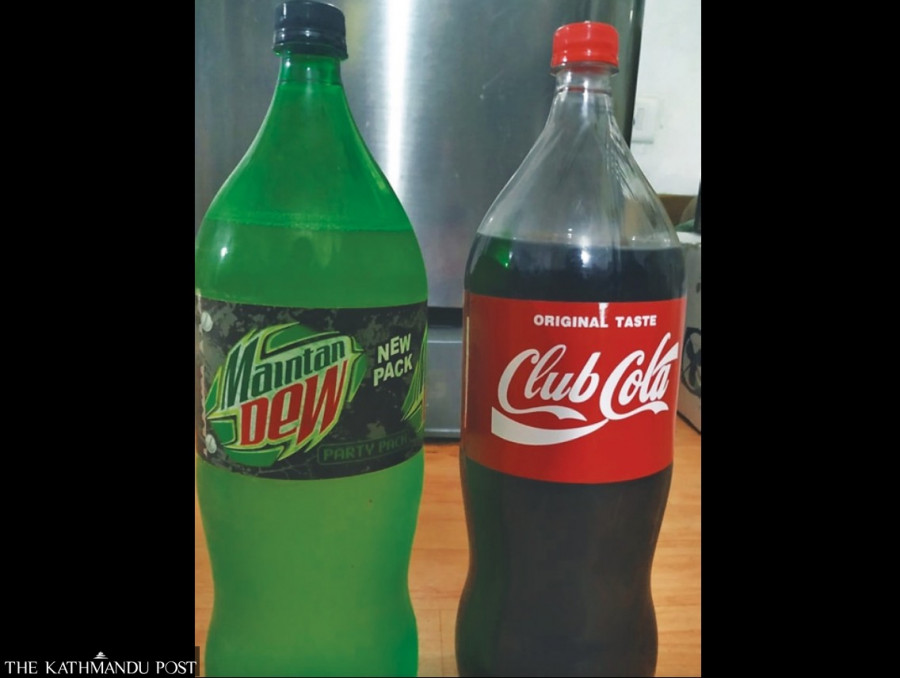 Maintan
DEW
NEW
PACK
PARTY PACK
ORIGINAL TASTE
Club Cola
THE KATHMANDU POST